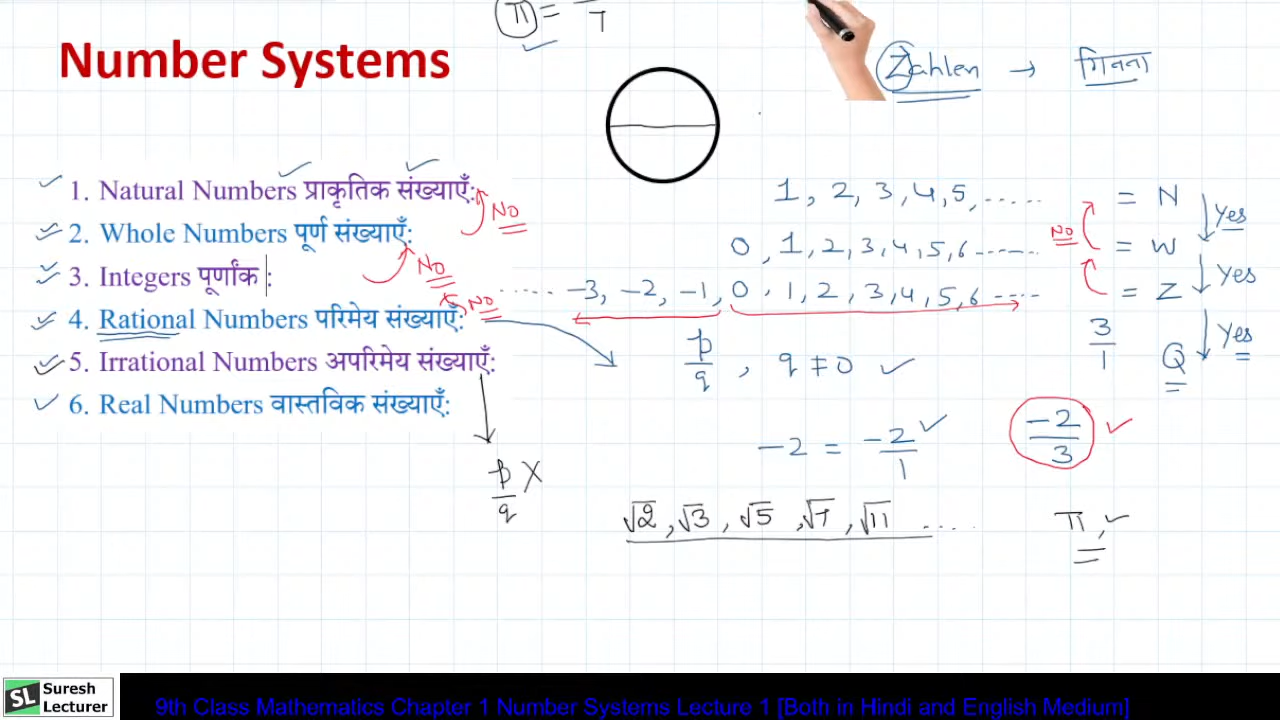 π = 7
Number Systems
Zahlen → गिनना
1. Natural Numbers प्राकृतिक संख्याएँ:
No
1, 2, 3, 4, 5, ...... = N
Yes
2. Whole Numbers पूर्ण संख्याएँ:
No
0, 1, 2, 3, 4, 5, 6 ...... = W
No
Yes
3. Integers पूर्णांक :
No
..... -3, -2, -1, 0, 1, 2, 3, 4, 5, 6 .... = Z
4. Rational Numbers परिमेय संख्याएँ:
p/q, q ≠ 0 ✓
3/1 Q
Yes
5. Irrational Numbers अपरिमेय संख्याएँ:
6. Real Numbers वास्तविक संख्याएँ:
-2 = -2/1 ✓
-2/3 ✓
p/q X
√2, √3, √5, √7, √11 ....
π, ✓
SL Suresh Lecturer
9th Class Mathematics Chapter 1 Number Systems Lecture 1 [Both in Hindi and English Medium]